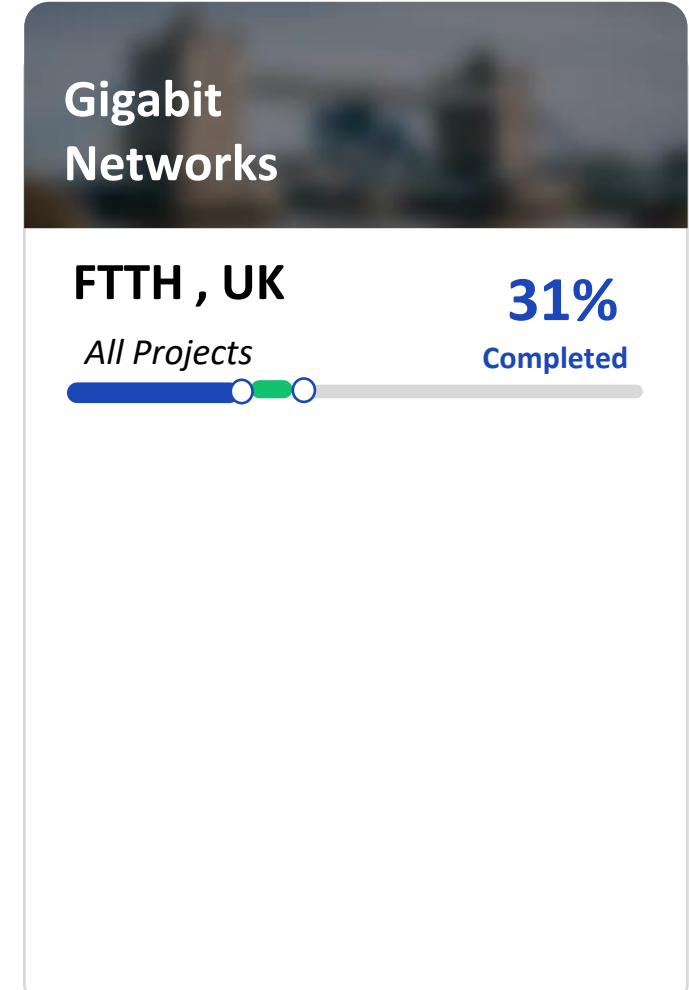 Gigabit
Networks
FTTH , UK
31%
All Projects
Completed